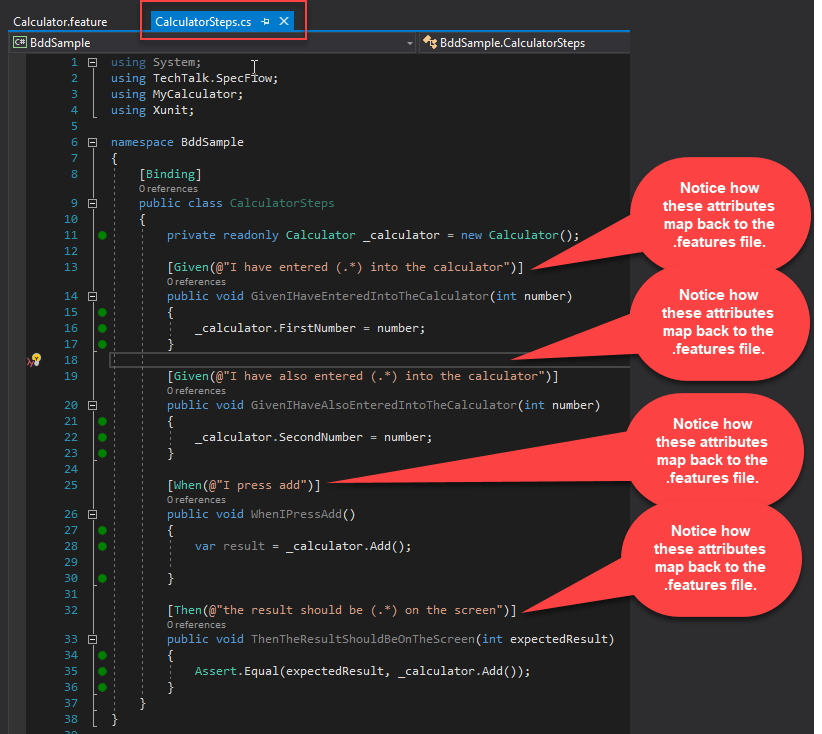 Calculator.feature
CalculatorSteps.cs
BddSample
BddSample.CalculatorSteps
1 using System;
2 using TechTalk.SpecFlow;
3 using MyCalculator;
4 using Xunit;
5
6 namespace BddSample
7 {
8 [Binding]
0 references
9 public class CalculatorSteps
10 {
11 private readonly Calculator _calculator = new Calculator();
12
13 [Given(@"I have entered (.*) into the calculator")]
0 references
14 public void GivenIHaveEnteredIntoTheCalculator(int number)
15 {
16 _calculator.FirstNumber = number;
17 }
18
19 [Given(@"I have also entered (.*) into the calculator")]
0 references
20 public void GivenIHaveAlsoEnteredIntoTheCalculator(int number)
21 {
22 _calculator.SecondNumber = number;
23 }
24
25 [When(@"I press add")]
0 references
26 public void WhenIPressAdd()
27 {
28 var result = _calculator.Add();
29
30 }
31
32 [Then(@"the result should be (.*) on the screen")]
0 references
33 public void ThenTheResultShouldBeOnTheScreen(int expectedResult)
34 {
35 Assert.Equal(expectedResult, _calculator.Add());
36 }
37 }
38 }
Notice how
these attributes
map back to the
.features file.
Notice how
these attributes
map back to the
.features file.
Notice how
these attributes
map back to the
.features file.
Notice how
these attributes
map back to the
.features file.